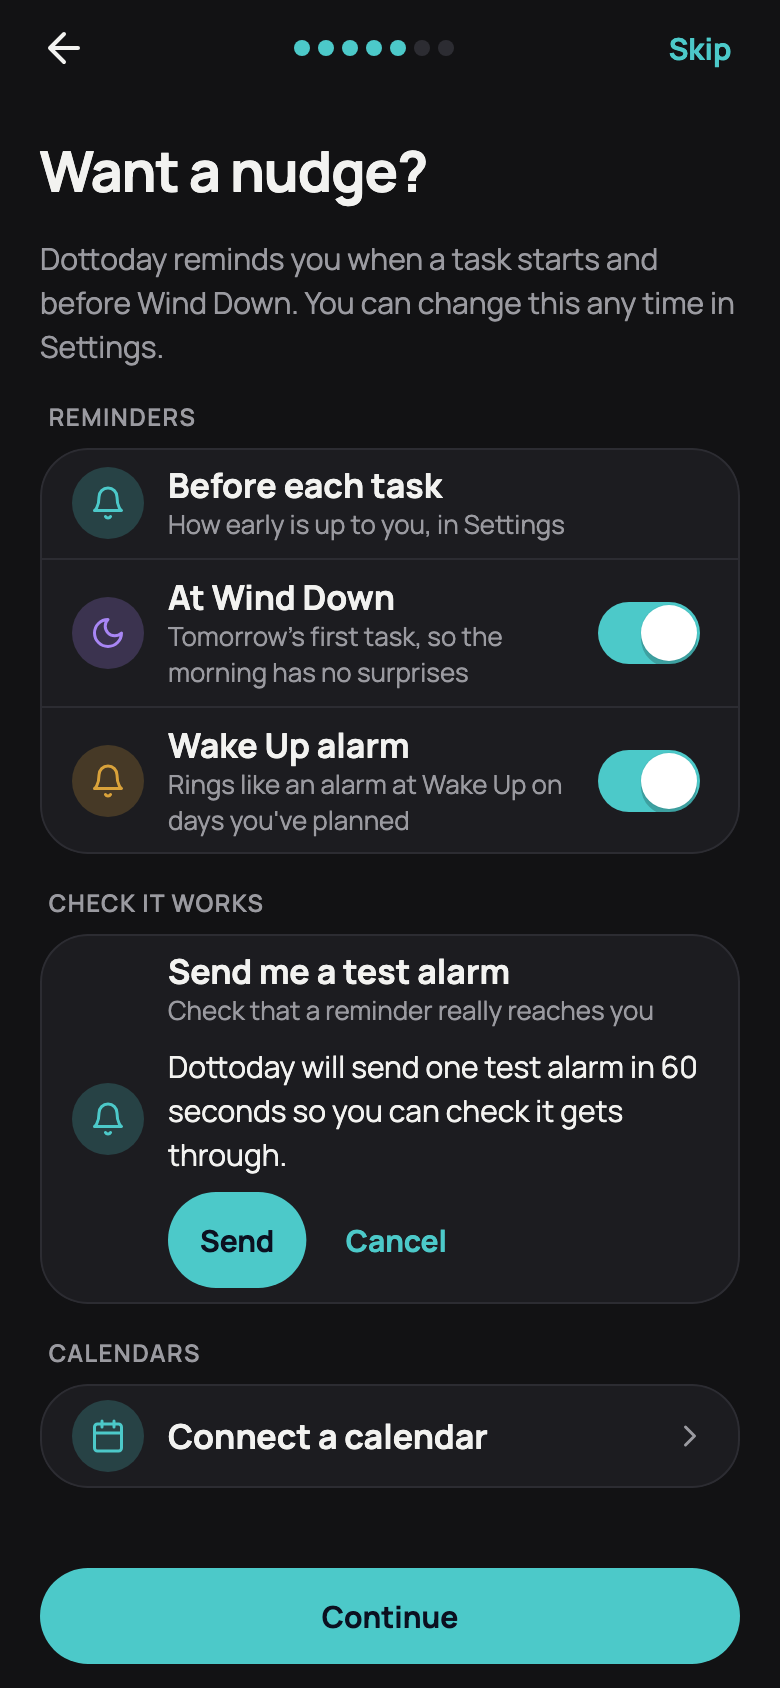 Skip
Want a nudge?
Dottoday reminds you when a task starts and
before Wind Down. You can change this any time in
Settings.
REMINDERS
Before each task
How early is up to you, in Settings
At Wind Down
Tomorrow's first task, so the
morning has no surprises
Wake Up alarm
Rings like an alarm at Wake Up on
days you've planned
CHECK IT WORKS
Send me a test alarm
Check that a reminder really reaches you
Dottoday will send one test alarm in 60
seconds so you can check it gets
through.
Send
Cancel
CALENDARS
Connect a calendar
Continue